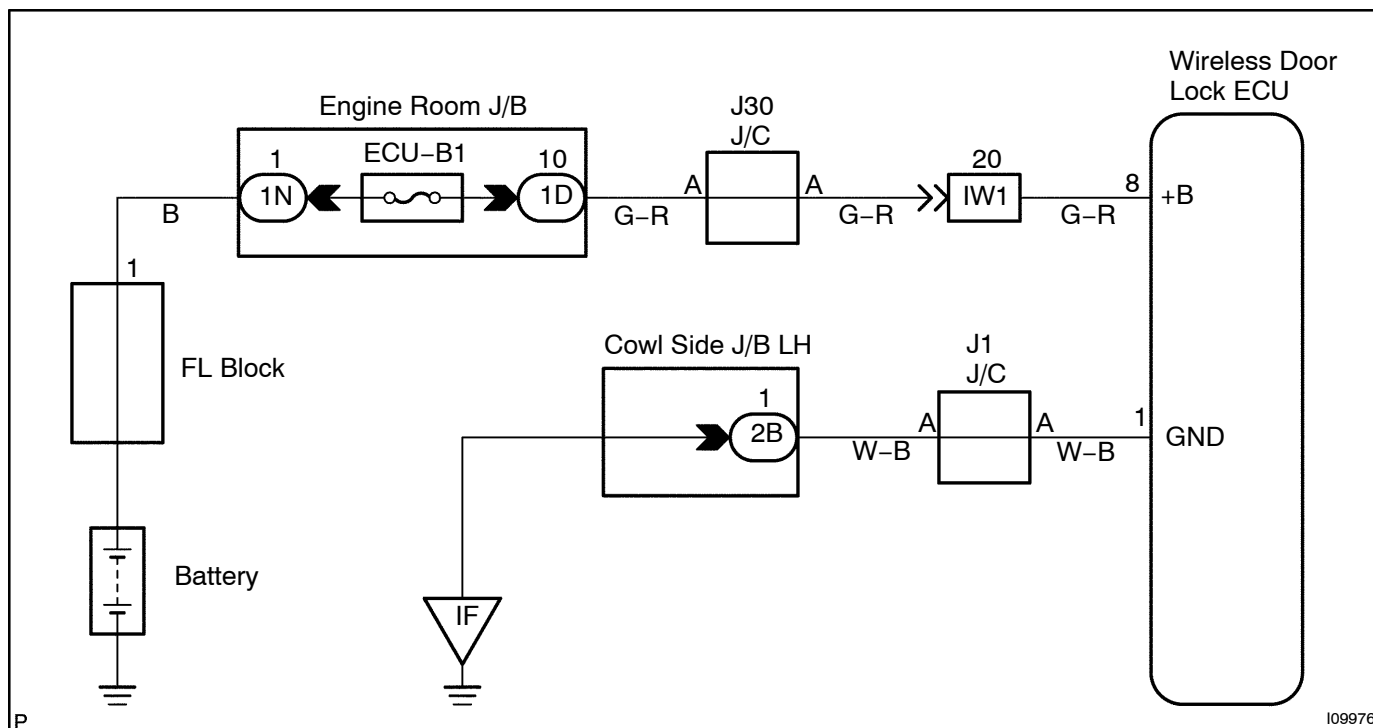 Wireless Door
Lock ECU
Engine Room J/B
J30
J/C
1
ECU−B1
10
20
1N
1D
A
A
IW1
8
+B
B
G−R
G−R
G−R
1
FL Block
Cowl Side J/B LH
J1
J/C
1
2B
A
A
1
GND
W−B
W−B
Battery
IF
P
I09976